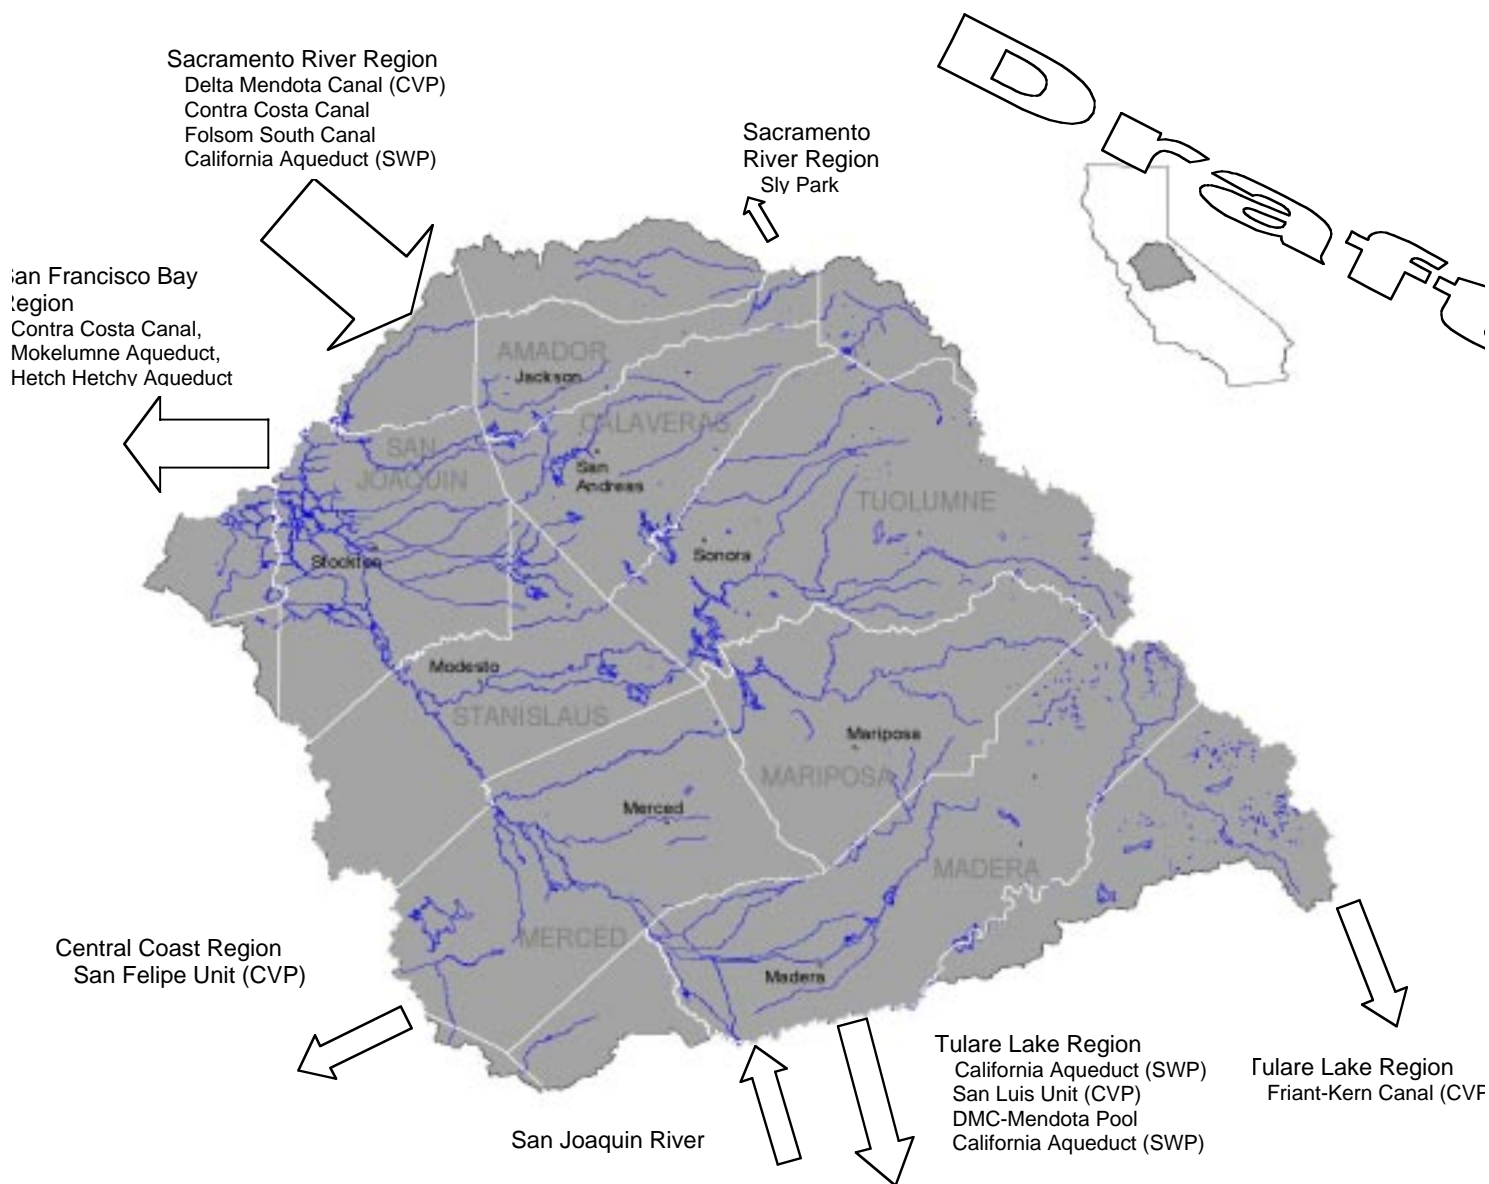 Sacramento River Region
Delta Mendota Canal (CVP)
Contra Costa Canal
Folsom South Canal
California Aqueduct (SWP)
Draft
Sacramento
River Region
Sly Park
San Francisco Bay
Region
Contra Costa Canal,
Mokelumne Aqueduct,
Hetch Hetchy Aqueduct
AMADOR
Jackson
CALAVERAS
SAN
JOAQUIN
San
Andreas
TUOLUMNE
Stockton
Sonora
Modesto
STANISLAUS
Mariposa
MARIPOSA
Merced
MADERA
MERCED
Madera
Central Coast Region
San Felipe Unit (CVP)
San Joaquin River
Tulare Lake Region
California Aqueduct (SWP)
San Luis Unit (CVP)
DMC-Mendota Pool
California Aqueduct (SWP)
Tulare Lake Region
Friant-Kern Canal (CVP